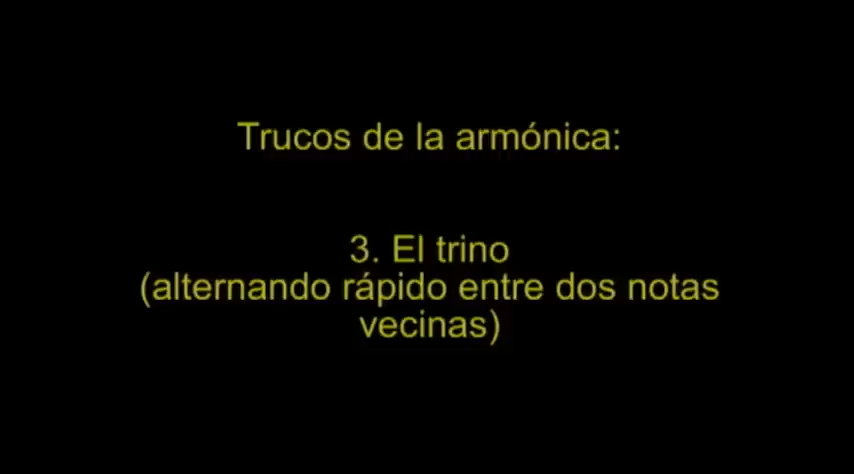 Trucos de la armónica:
3. El trino
(alternando rápido entre dos notas
vecinas)